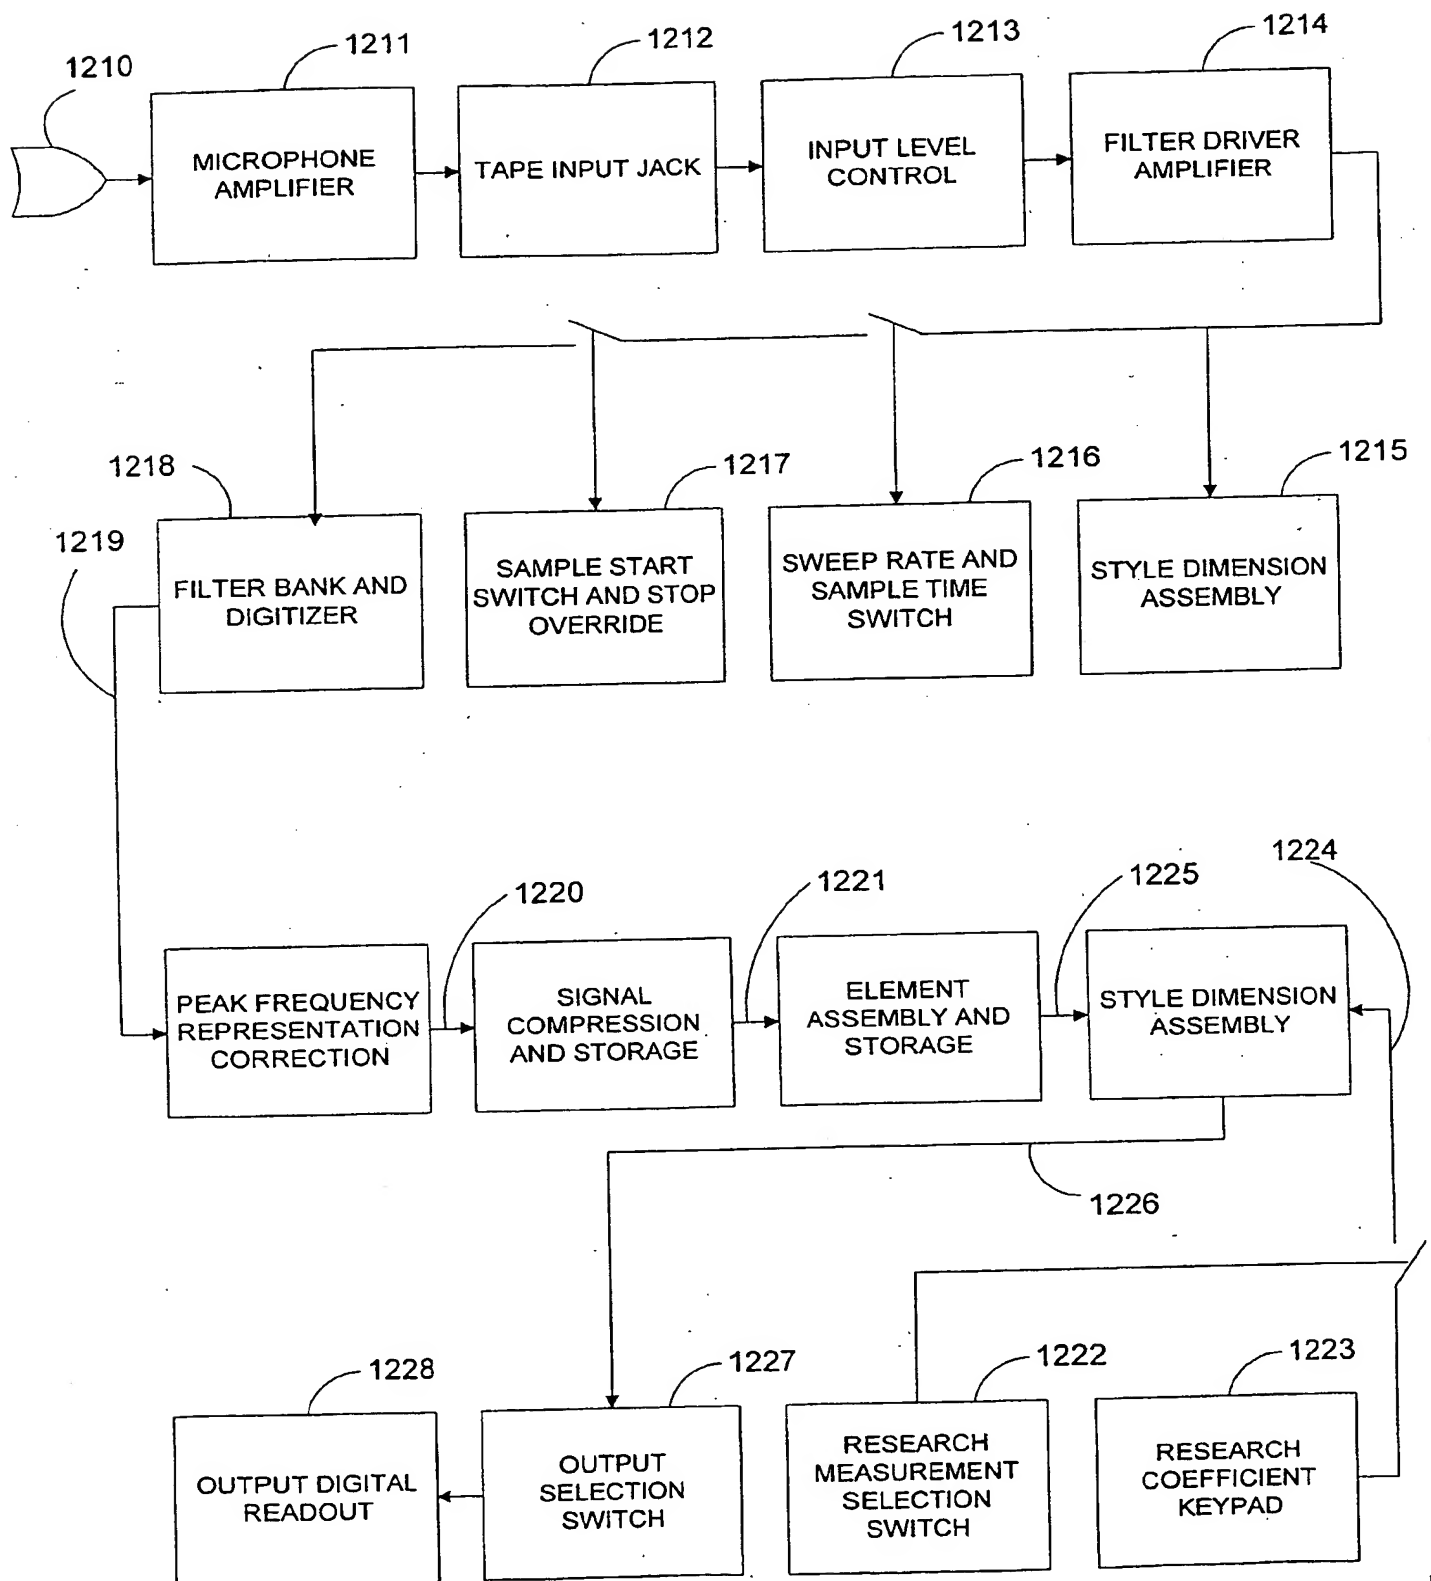 1210
1211
1212
1213
1214
MICROPHONE
AMPLIFIER
TAPE INPUT JACK
INPUT LEVEL
CONTROL
FILTER DRIVER
AMPLIFIER
1218
1217
1216
1215
1219
FILTER BANK AND
DIGITIZER
SAMPLE START
SWITCH AND STOP
OVERRIDE
SWEEP RATE AND
SAMPLE TIME
SWITCH
STYLE DIMENSION
ASSEMBLY
1220
1221
1225
1224
PEAK FREQUENCY
REPRESENTATION
CORRECTION
SIGNAL
COMPRESSION
AND STORAGE
ELEMENT
ASSEMBLY AND
STORAGE
STYLE DIMENSION
ASSEMBLY
1226
1228
1227
1222
1223
OUTPUT DIGITAL
READOUT
OUTPUT
SELECTION
SWITCH
RESEARCH
MEASUREMENT
SELECTION
SWITCH
RESEARCH
COEFFICIENT
KEYPAD